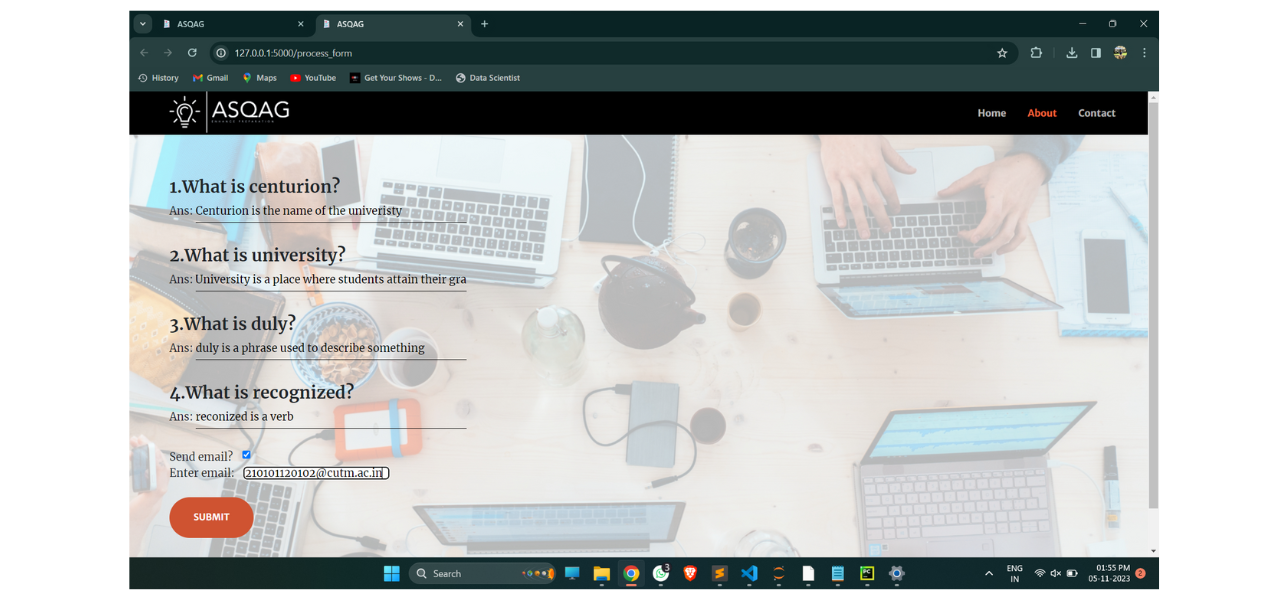 ASQAG
ASQAG
127.0.0.1:5000/process_form
History Gmail Maps YouTube Get Your Shows - D... Data Scientist
ASQAG
Home About Contact
1.What is centurion?
Ans: Centurion is the name of the univeristy
2.What is university?
Ans: University is a place where students attain their gra
3.What is duly?
Ans: duly is a phrase used to describe something
4.What is recognized?
Ans: reconized is a verb
Send email?
Enter email: 210101120102@cutm.ac.in
SUBMIT
Search
3
ENG
IN
01:55 PM
05-11-2023
2